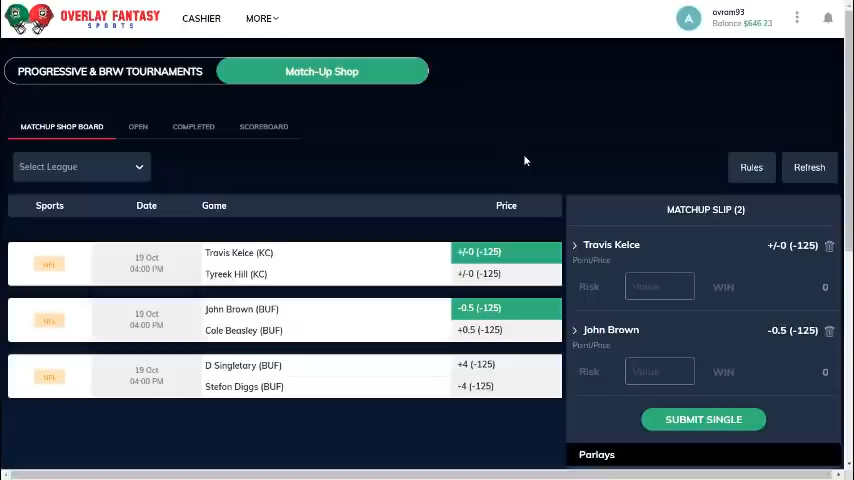 OVERLAY FANTASY
SPORTS
CASHIER
MORE
A
avram93
Balance $646.23
PROGRESSIVE & BRW TOURNAMENTS
Match-Up Shop
MATCHUP SHOP BOARD
OPEN
COMPLETED
SCOREBOARD
Select League
Rules
Refresh
Sports
Date
Game
Price
NFL
19 Oct
04:00 PM
Travis Kelce (KC)
+/-0 (-125)
Tyreek Hill (KC)
+/-0 (-125)
NFL
19 Oct
04:00 PM
John Brown (BUF)
-0.5 (-125)
Cole Beasley (BUF)
+0.5 (-125)
NFL
19 Oct
04:00 PM
D Singletary (BUF)
+4 (-125)
Stefon Diggs (BUF)
-4 (-125)
MATCHUP SLIP (2)
Travis Kelce
+/-0 (-125)
Point/Price
Risk
Value
WIN
0
John Brown
-0.5 (-125)
Point/Price
Risk
Value
WIN
0
SUBMIT SINGLE
Parlays